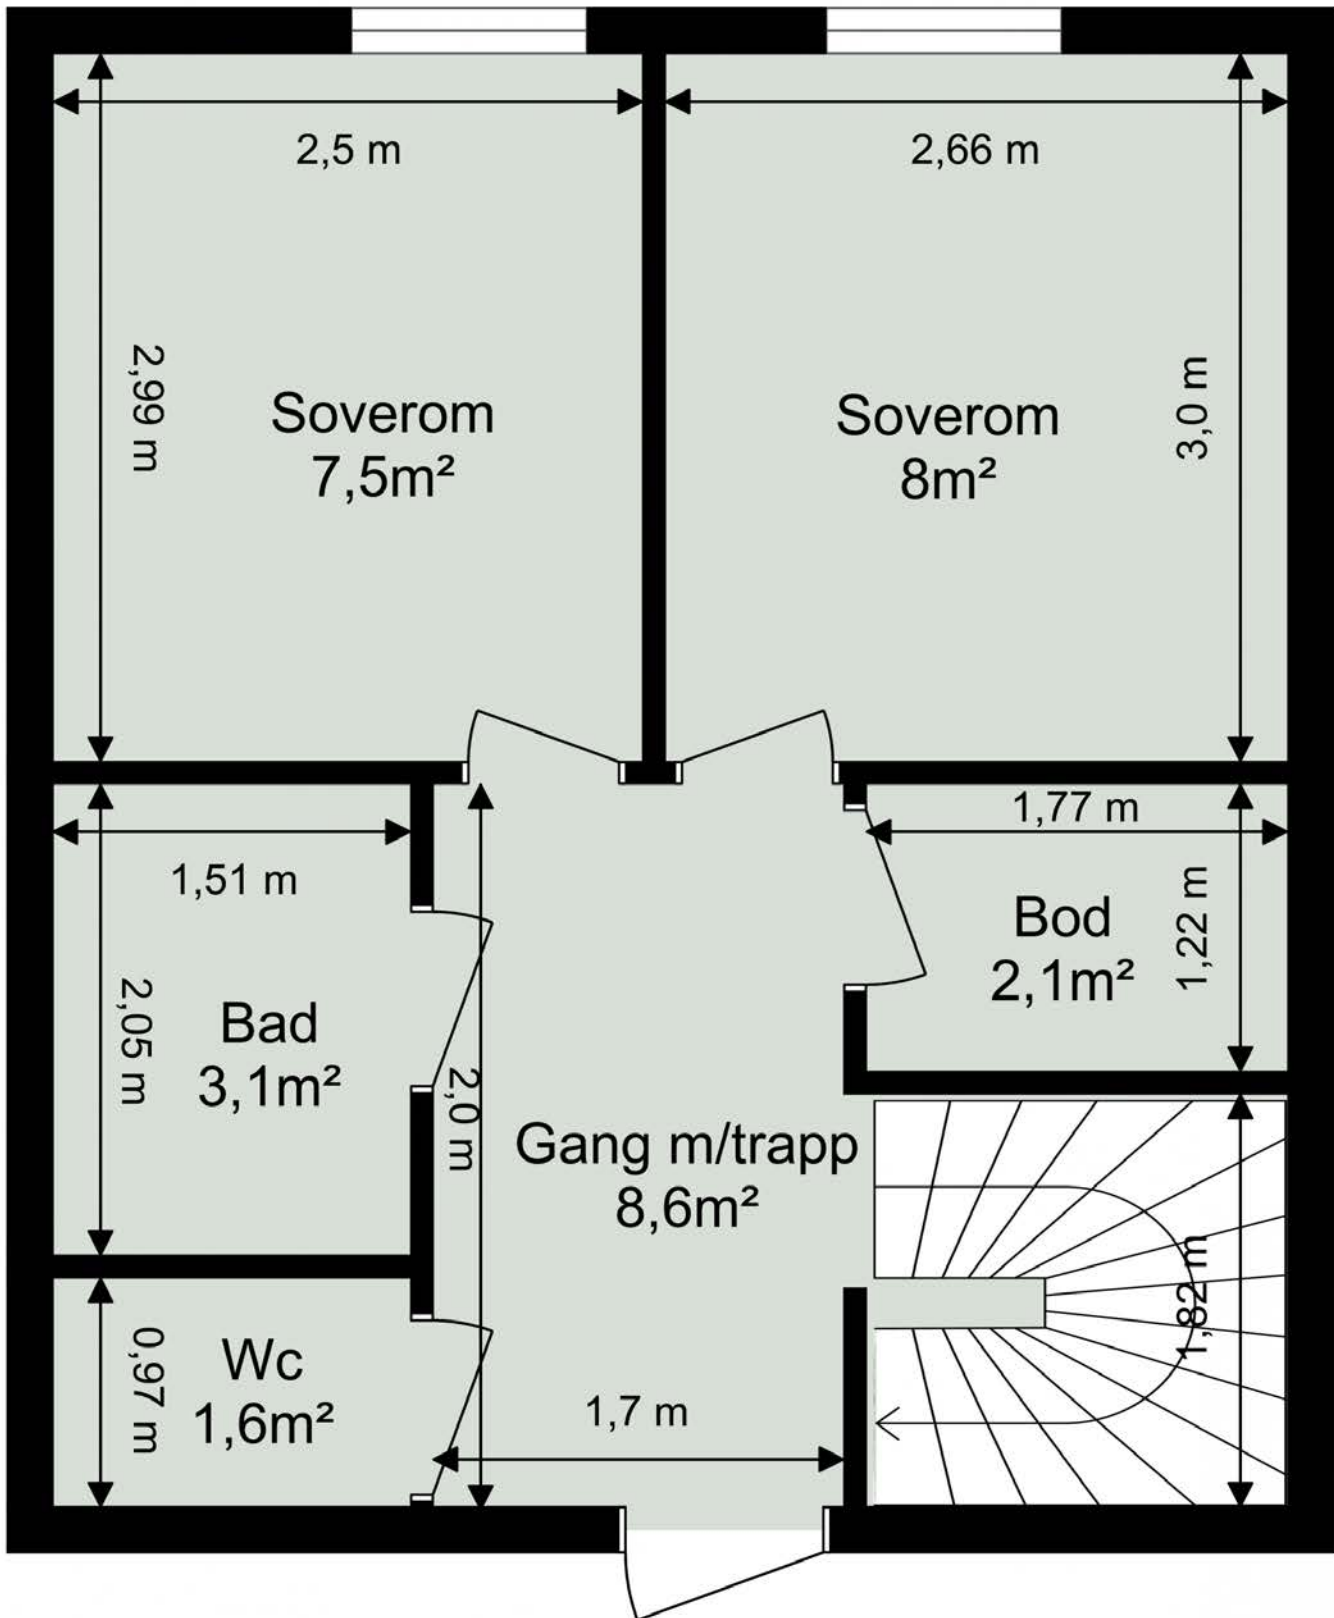 2,5 m
2,66 m
2,99 m
Soverom
7,5m²
Soverom
8m²
3,0 m
1,51 m
1,77 m
2,05 m
Bad
3,1m²
2,0 m
Bod
2,1m²
1,22 m
Gang m/trapp
8,6m²
1,82 m
0,97 m
Wc
1,6m²
1,7 m